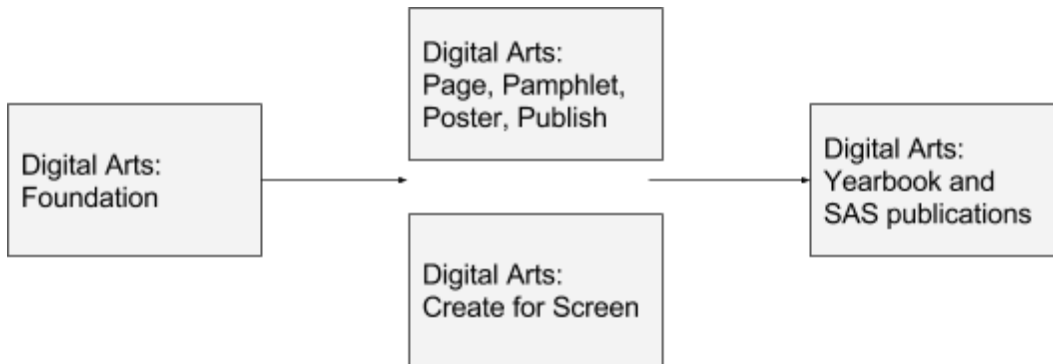 Digital Arts:
Foundation
Digital Arts:
Page, Pamphlet,
Poster, Publish
Digital Arts:
Create for Screen
Digital Arts:
Yearbook and
SAS publications